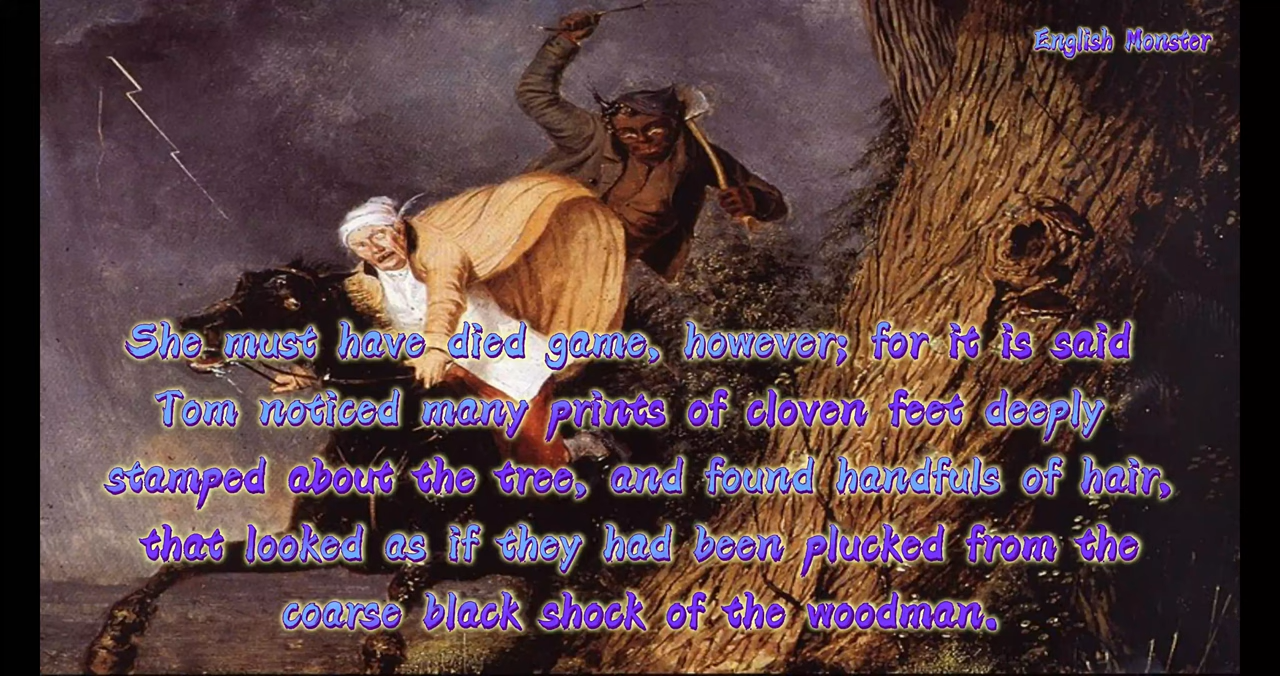 English Monster
She must have died game, however; for it is said
Tom noticed many prints of cloven feet deeply
stamped about the tree, and found handfuls of hair,
that looked as if they had been plucked from the
coarse black shock of the woodman.